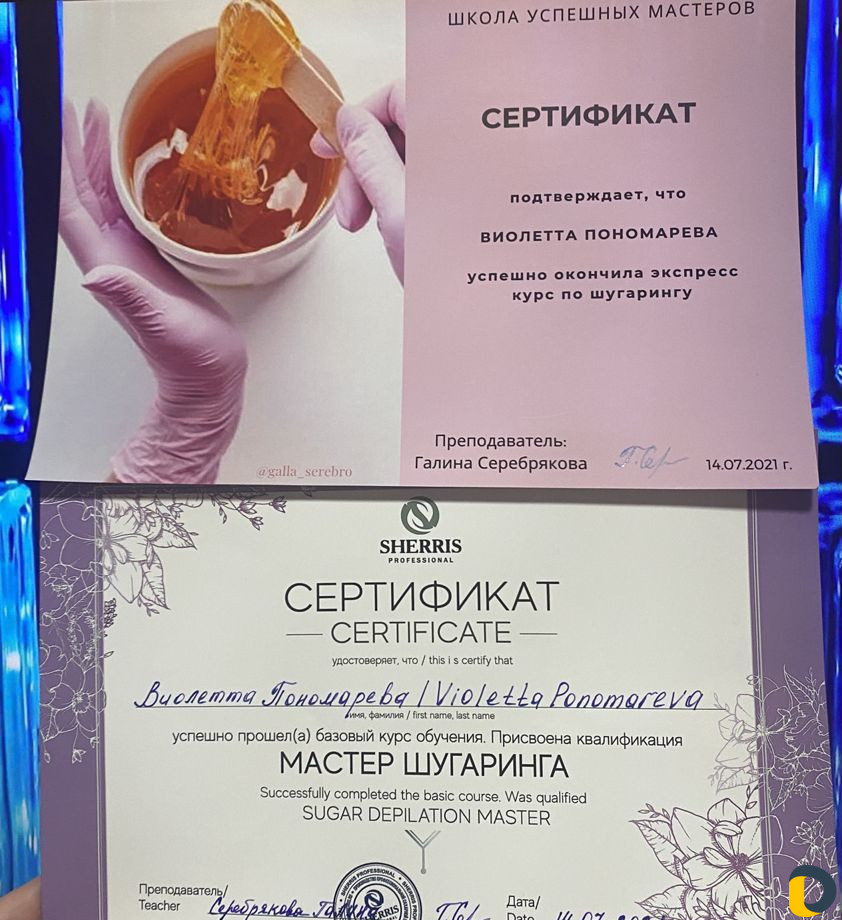 ШКОЛА УСПЕШНЫХ МАСТЕРОВ
СЕРТИФИКАТ
подтверждает, что
ВИОЛЕТТА ПОНОМАРЕВА
успешно окончила экспресс
курс по шугарингу
Преподаватель:
Галина Серебрякова
14.07.2021 г.
@galla_serebro
SHERRIS
PROFESSIONAL
СЕРТИФИКАТ
CERTIFICATE
удостоверяет, что / this i s certify that
Виолетта Пономарева / Violetta Ponomareva
имя, фамилия / first name, last name
успешно прошел(а) базовый курс обучения. Присвоена квалификация
МАСТЕР ШУГАРИНГА
Successfully completed the basic course. Was qualified
SUGAR DEPILATION MASTER
Преподаватель/
Teacher
Серебрякова Галина
SHERRIS PROFESSIONAL
Дата/
Date